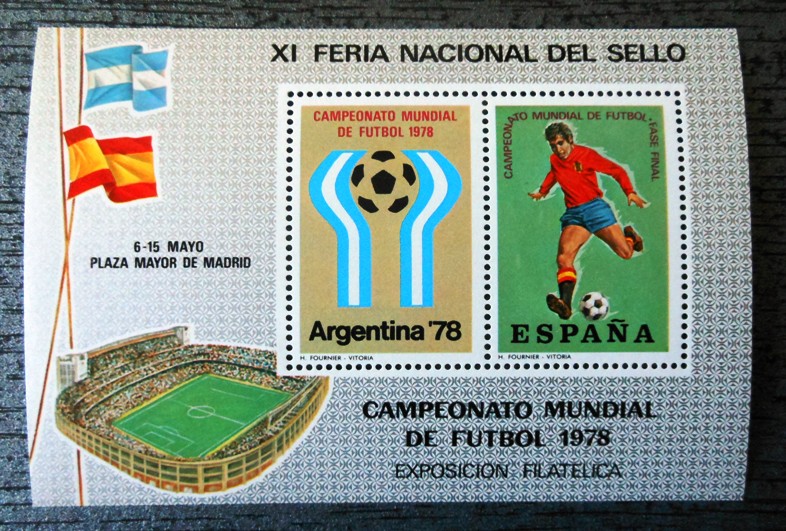 XI FERIA NACIONAL DEL SELLO
CAMPEONATO MUNDIAL
DE FUTBOL 1978
Argentina '78
H. FOURNIER - VITORIA
CAMPEONATO MUNDIAL DE FUTBOL · FASE FINAL
ESPAÑA
H. FOURNIER - VITORIA
6-15 MAYO
PLAZA MAYOR DE MADRID
CAMPEONATO MUNDIAL
DE FUTBOL 1978
EXPOSICION FILATELICA